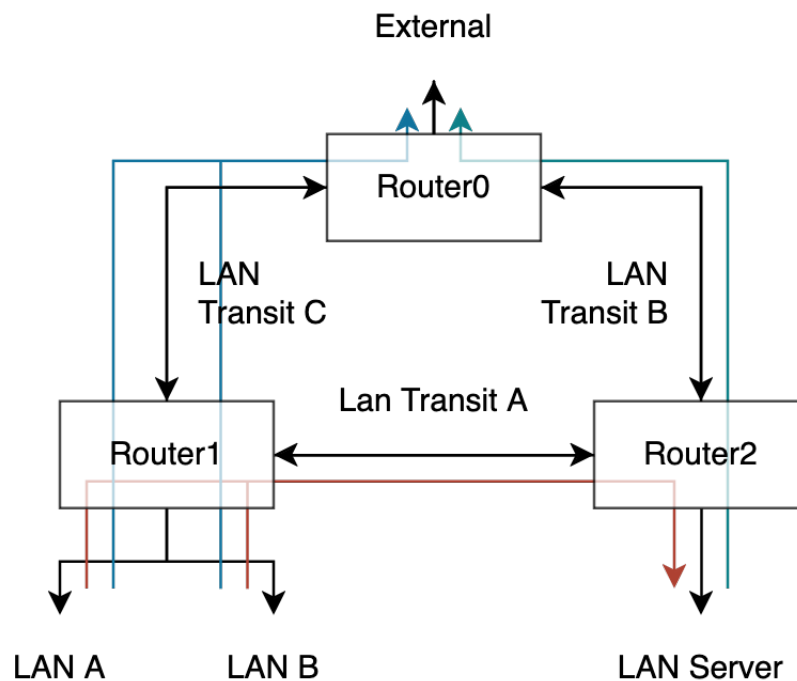 External
Router0
LAN
Transit C
LAN
Transit B
Lan Transit A
Router1
Router2
LAN A
LAN B
LAN Server